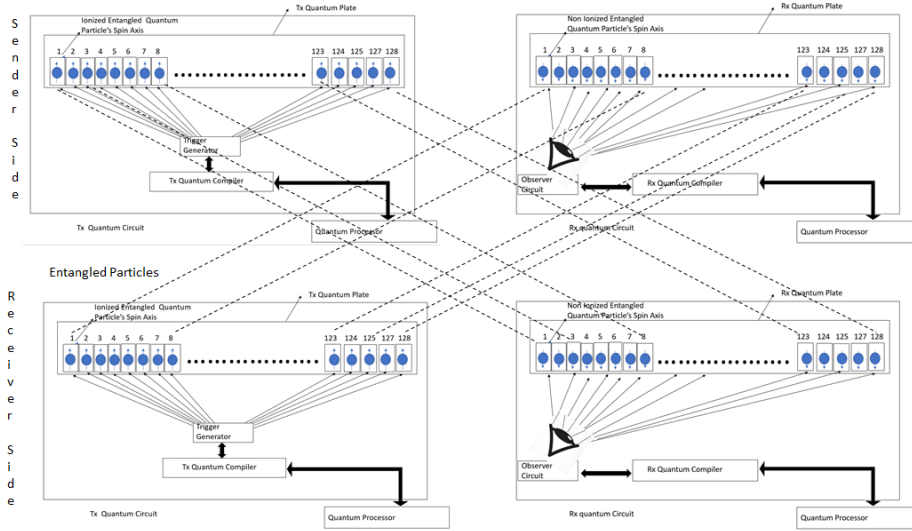 Sender Side
Tx Quantum Plate
Ionized Entangled Quantum
Particle's Spin Axis
1 2 3 4 5 6 7 8 123 124 125 127 128
Trigger
Generator
Tx Quantum Compiler
Tx Quantum Circuit
Quantum Processor
Rx Quantum Plate
Non Ionized Entangled
Quantum Particle's Spin Axis
1 2 3 4 5 6 7 8 123 124 125 127 128
Observer
Circuit
Rx Quantum Compiler
Rx quantum Circuit
Quantum Processor
Entangled Particles
Receiver Side
Tx Quantum Plate
Ionized Entangled Quantum
Particle's Spin Axis
1 2 3 4 5 6 7 8 123 124 125 127 128
Trigger
Generator
Tx Quantum Compiler
Tx Quantum Circuit
Quantum Processor
Rx Quantum Plate
Non Ionized Entangled
Quantum Particle's Spin Axis
1 2 3 4 5 6 7 8 123 124 125 127 128
Observer
Circuit
Rx Quantum Compiler
Rx quantum Circuit
Quantum Processor